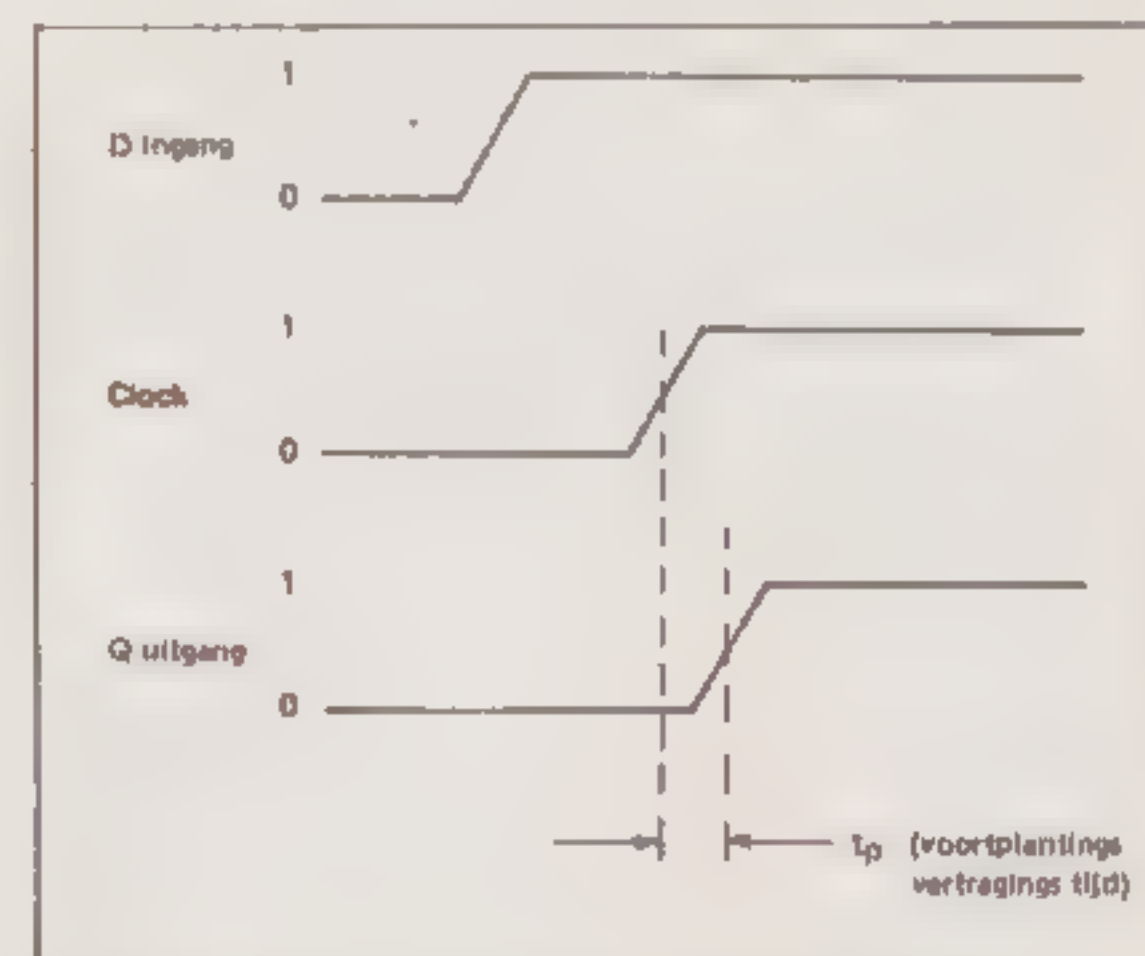 1
D ingang
0
1
Clock
0
1
Q uitgang
0
tp (voortplantings
vertragings tijd)